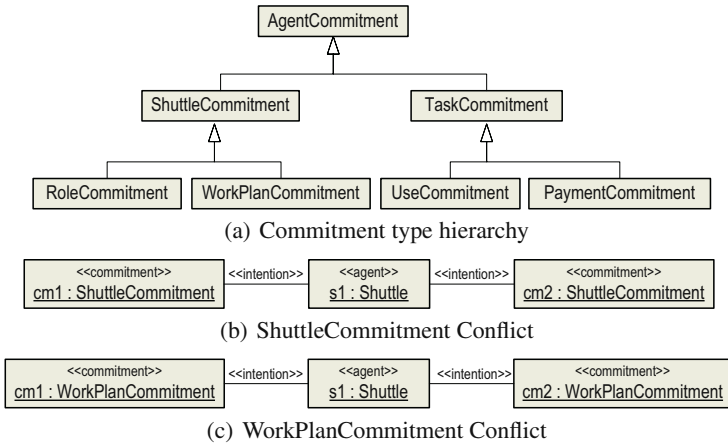 AgentCommitment
ShuttleCommitment TaskCommitment
RoleCommitment WorkPlanCommitment UseCommitment PaymentCommitment
(a) Commitment type hierarchy
<<commitment>> <<intention>> <<agent>> <<intention>> <<commitment>>
cm1 : ShuttleCommitment s1 : Shuttle cm2 : ShuttleCommitment
(b) ShuttleCommitment Conflict
<<commitment>> <<intention>> <<agent>> <<intention>> <<commitment>>
cm1 : WorkPlanCommitment s1 : Shuttle cm2 : WorkPlanCommitment
(c) WorkPlanCommitment Conflict